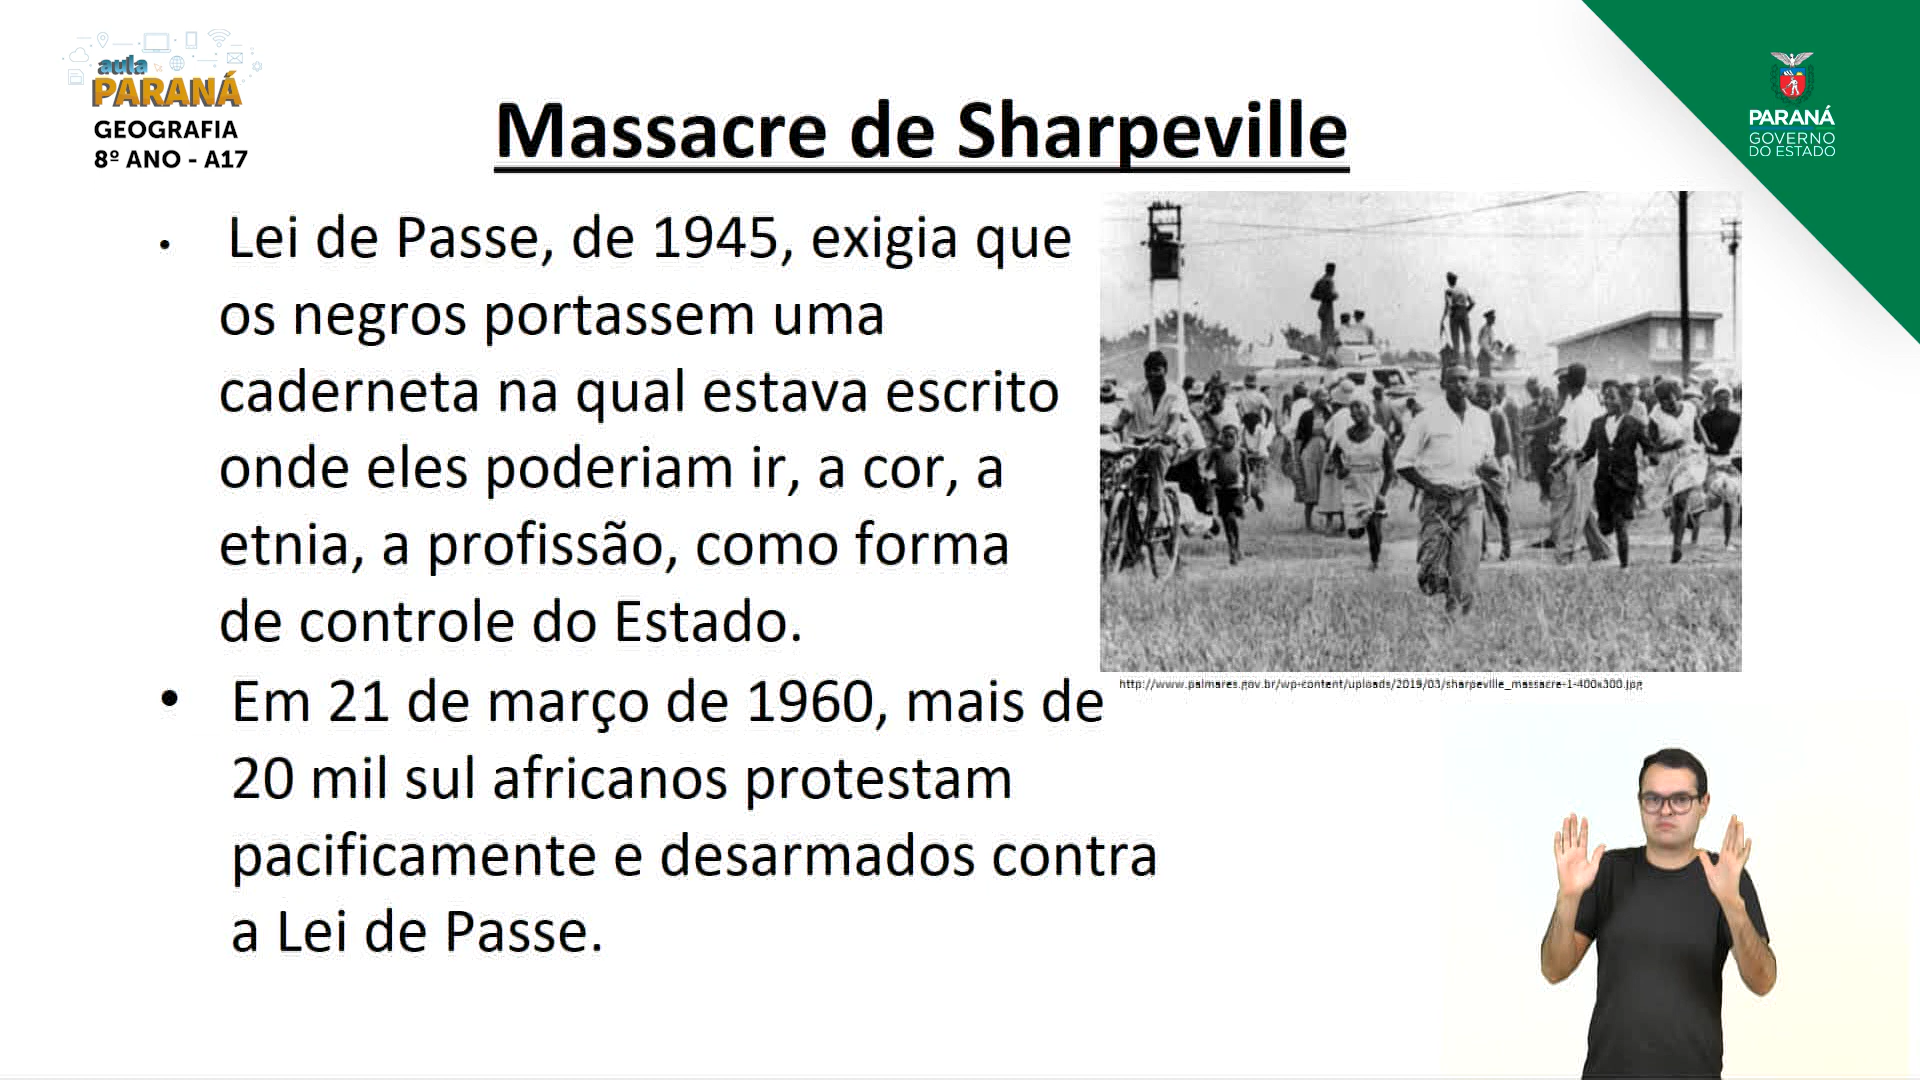 aula
PARANÁ
GEOGRAFIA
8º ANO - A17
Massacre de Sharpeville
PARANÁ
GOVERNO
DO ESTADO
• Lei de Passe, de 1945, exigia que
os negros portassem uma
caderneta na qual estava escrito
onde eles poderiam ir, a cor, a
etnia, a profissão, como forma
de controle do Estado.
http://www.palmares.gov.br/wp-content/uploads/2019/03/sharpeville_massacre-1-400x300.jpg
• Em 21 de março de 1960, mais de
20 mil sul africanos protestam
pacificamente e desarmados contra
a Lei de Passe.